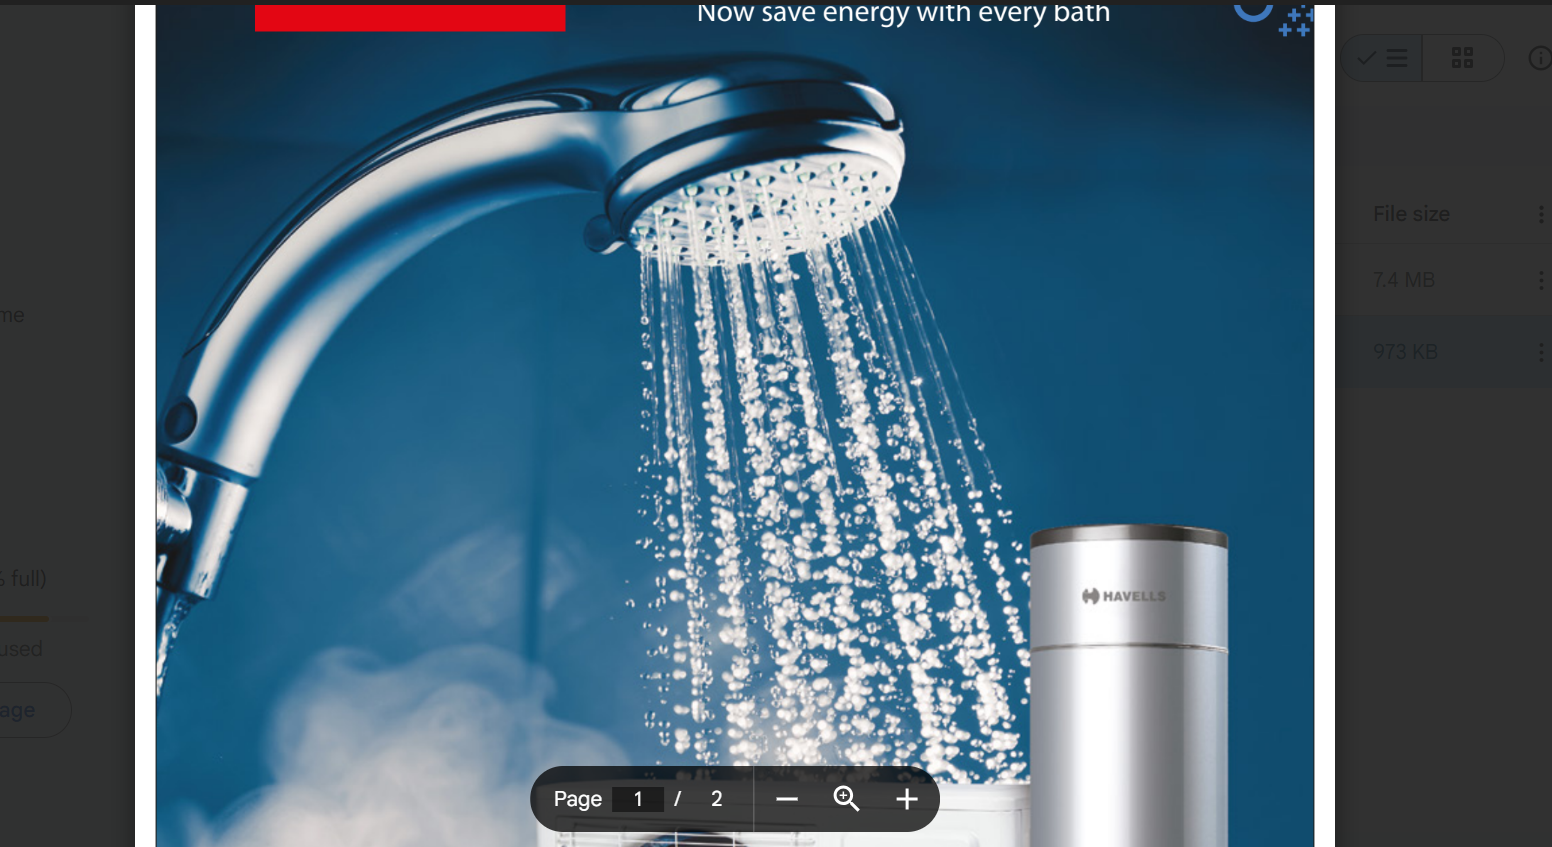 Now save energy with every bath
File size
7.4 MB
me
973 KB
% full)
HAVELLS
used
age
Page 1 / 2